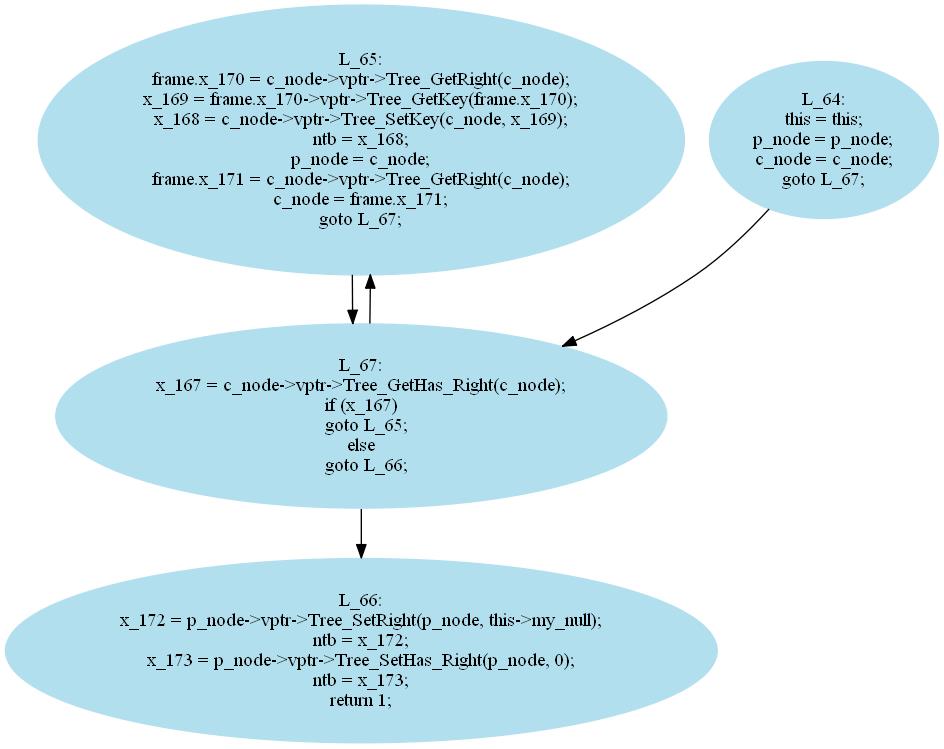 L_65:
frame.x_170 = c_node->vptr->Tree_GetRight(c_node);
x_169 = frame.x_170->vptr->Tree_GetKey(frame.x_170);
x_168 = c_node->vptr->Tree_SetKey(c_node, x_169);
ntb = x_168;
p_node = c_node;
frame.x_171 = c_node->vptr->Tree_GetRight(c_node);
c_node = frame.x_171;
goto L_67;
L_64:
this = this;
p_node = p_node;
c_node = c_node;
goto L_67;
L_67:
x_167 = c_node->vptr->Tree_GetHas_Right(c_node);
if (x_167)
goto L_65;
else
goto L_66;
L_66:
x_172 = p_node->vptr->Tree_SetRight(p_node, this->my_null);
ntb = x_172;
x_173 = p_node->vptr->Tree_SetHas_Right(p_node, 0);
ntb = x_173;
return 1;